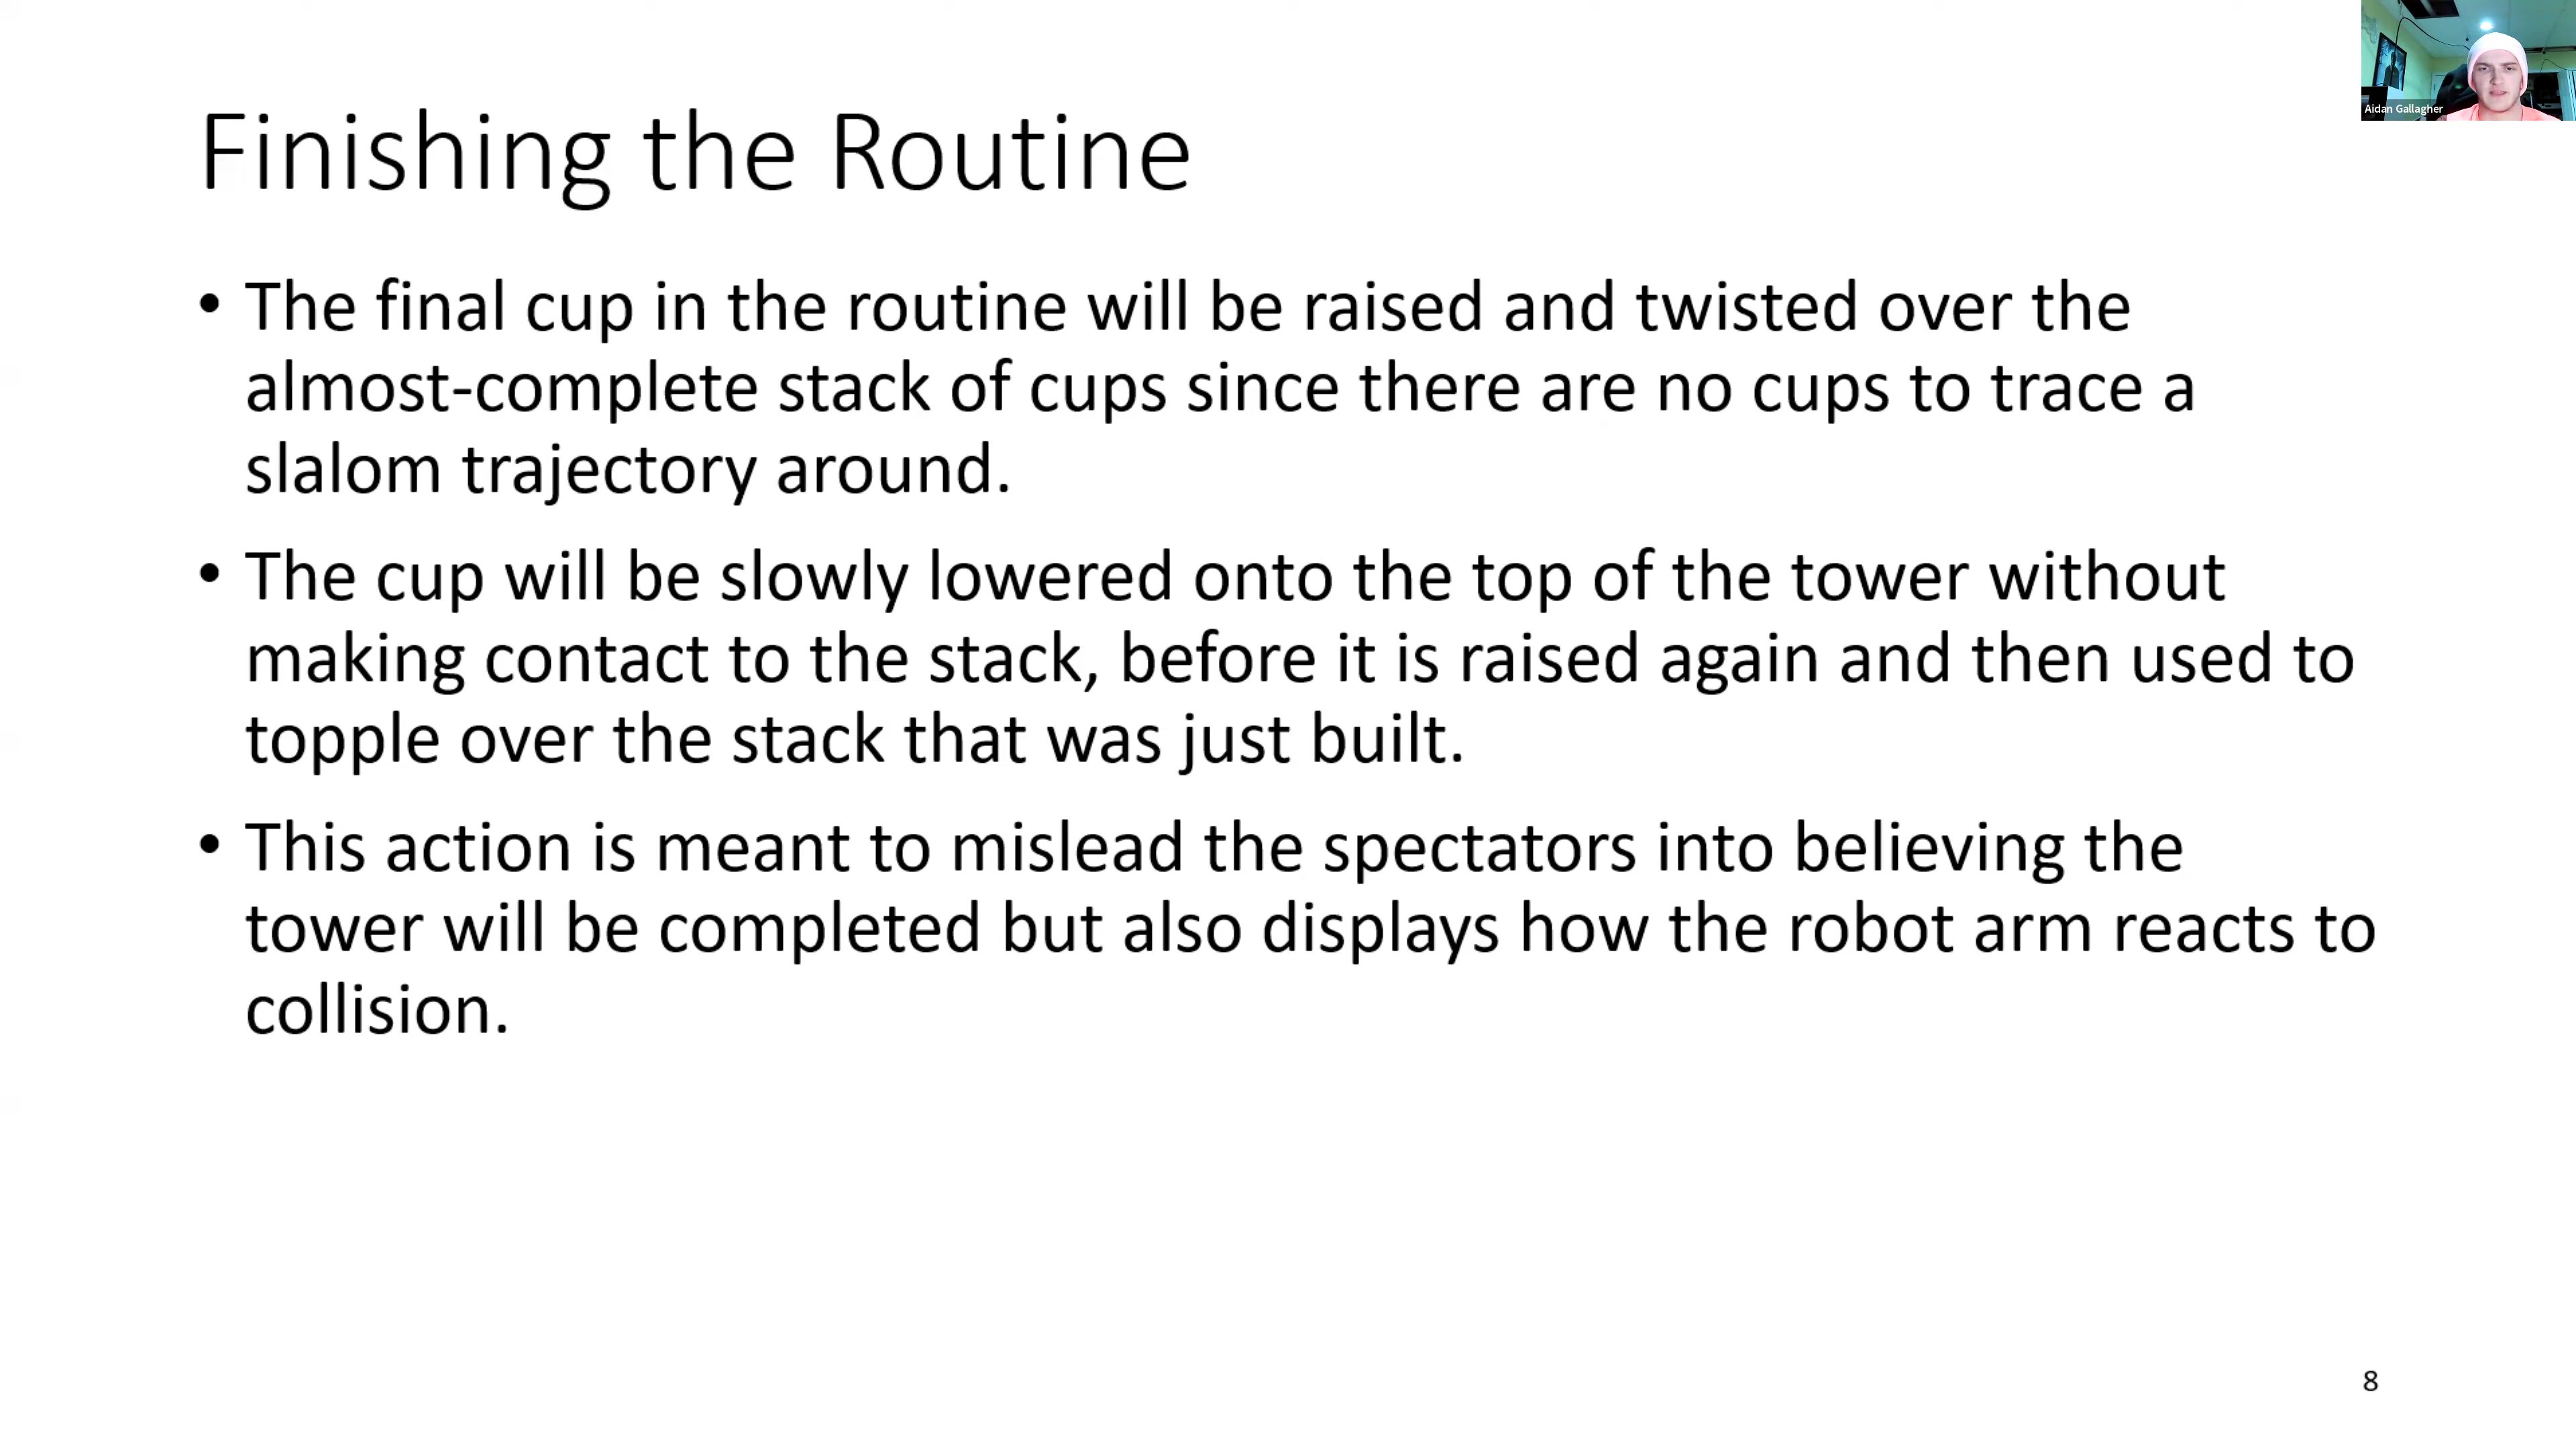 Aidan Gallagher
Finishing the Routine
• The final cup in the routine will be raised and twisted over the
almost-complete stack of cups since there are no cups to trace a
slalom trajectory around.
• The cup will be slowly lowered onto the top of the tower without
making contact to the stack, before it is raised again and then used to
topple over the stack that was just built.
• This action is meant to mislead the spectators into believing the
tower will be completed but also displays how the robot arm reacts to
collision.
8